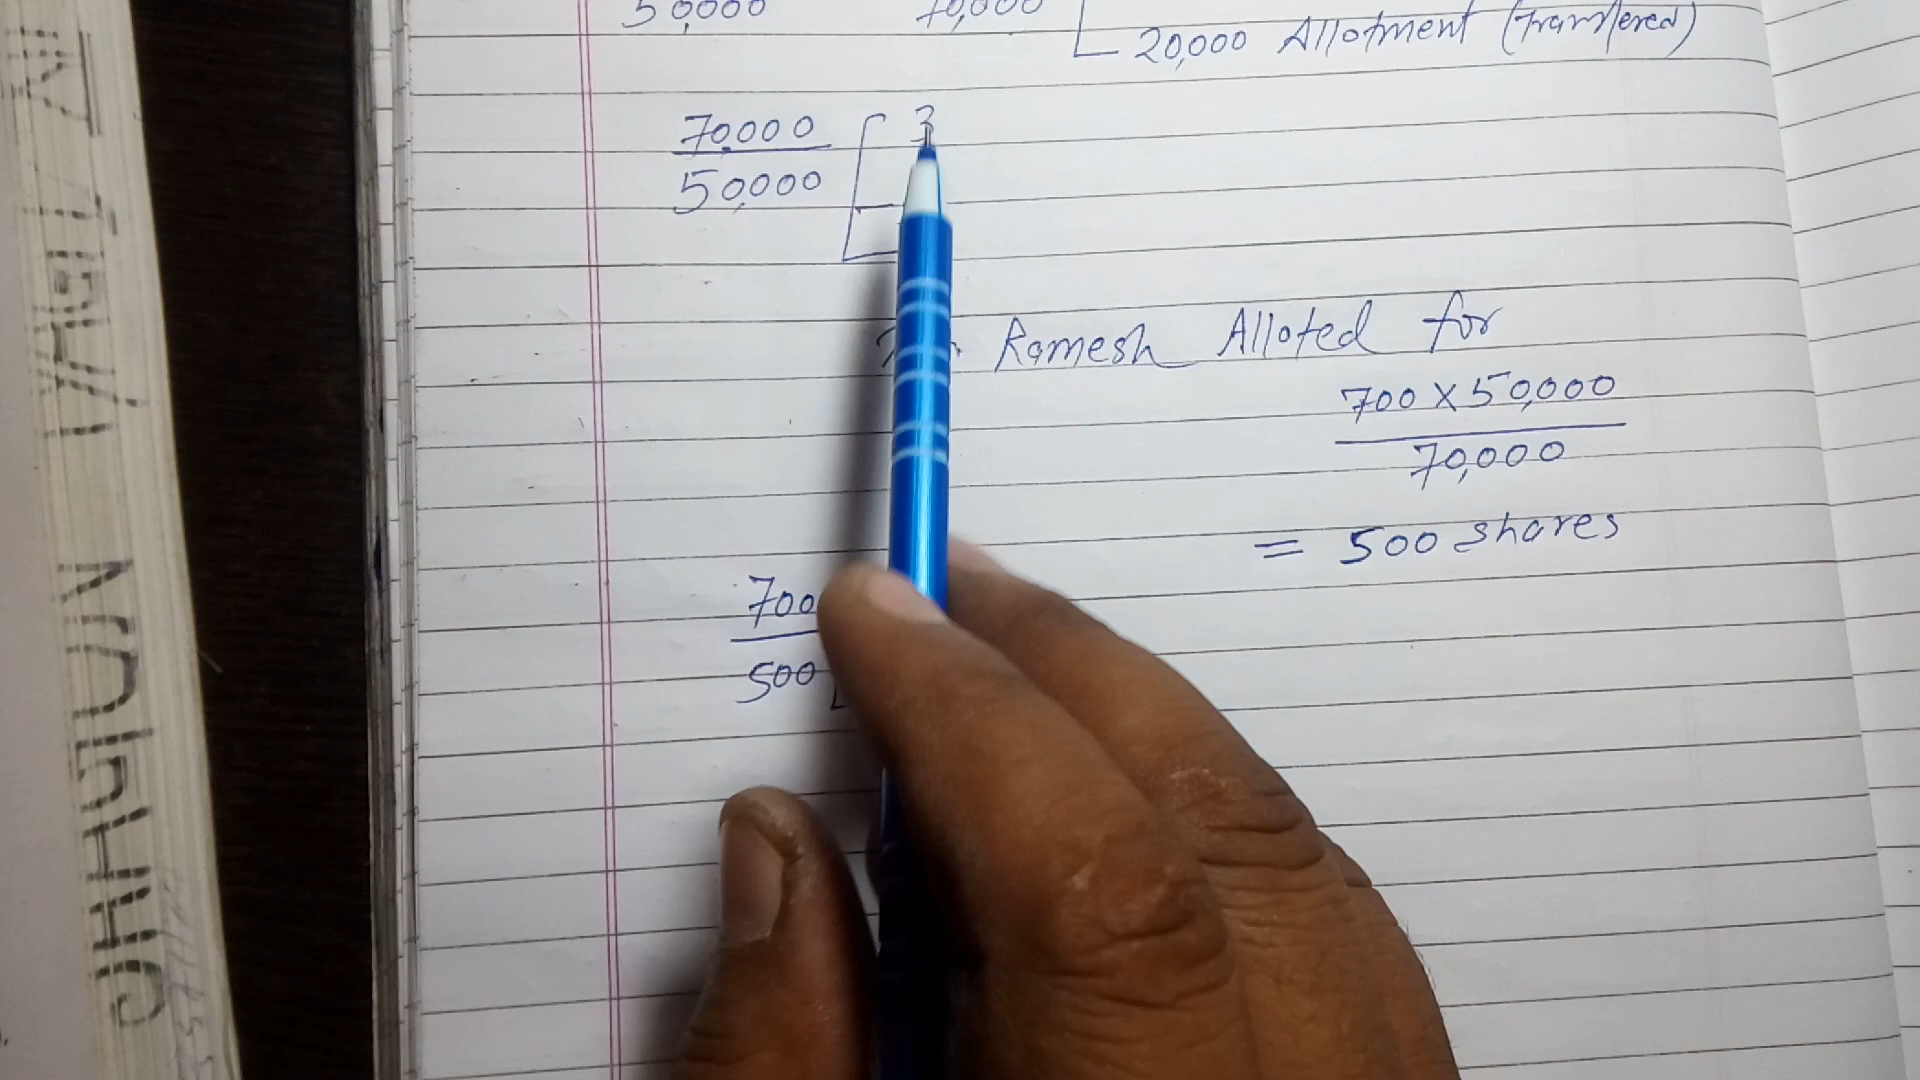 50,000 70,000
20,000 Allotment (Transfered)
70,000 3
50,000
Ramesh Alloted for
700 X 50,000
70,000
= 500 shares
700
500